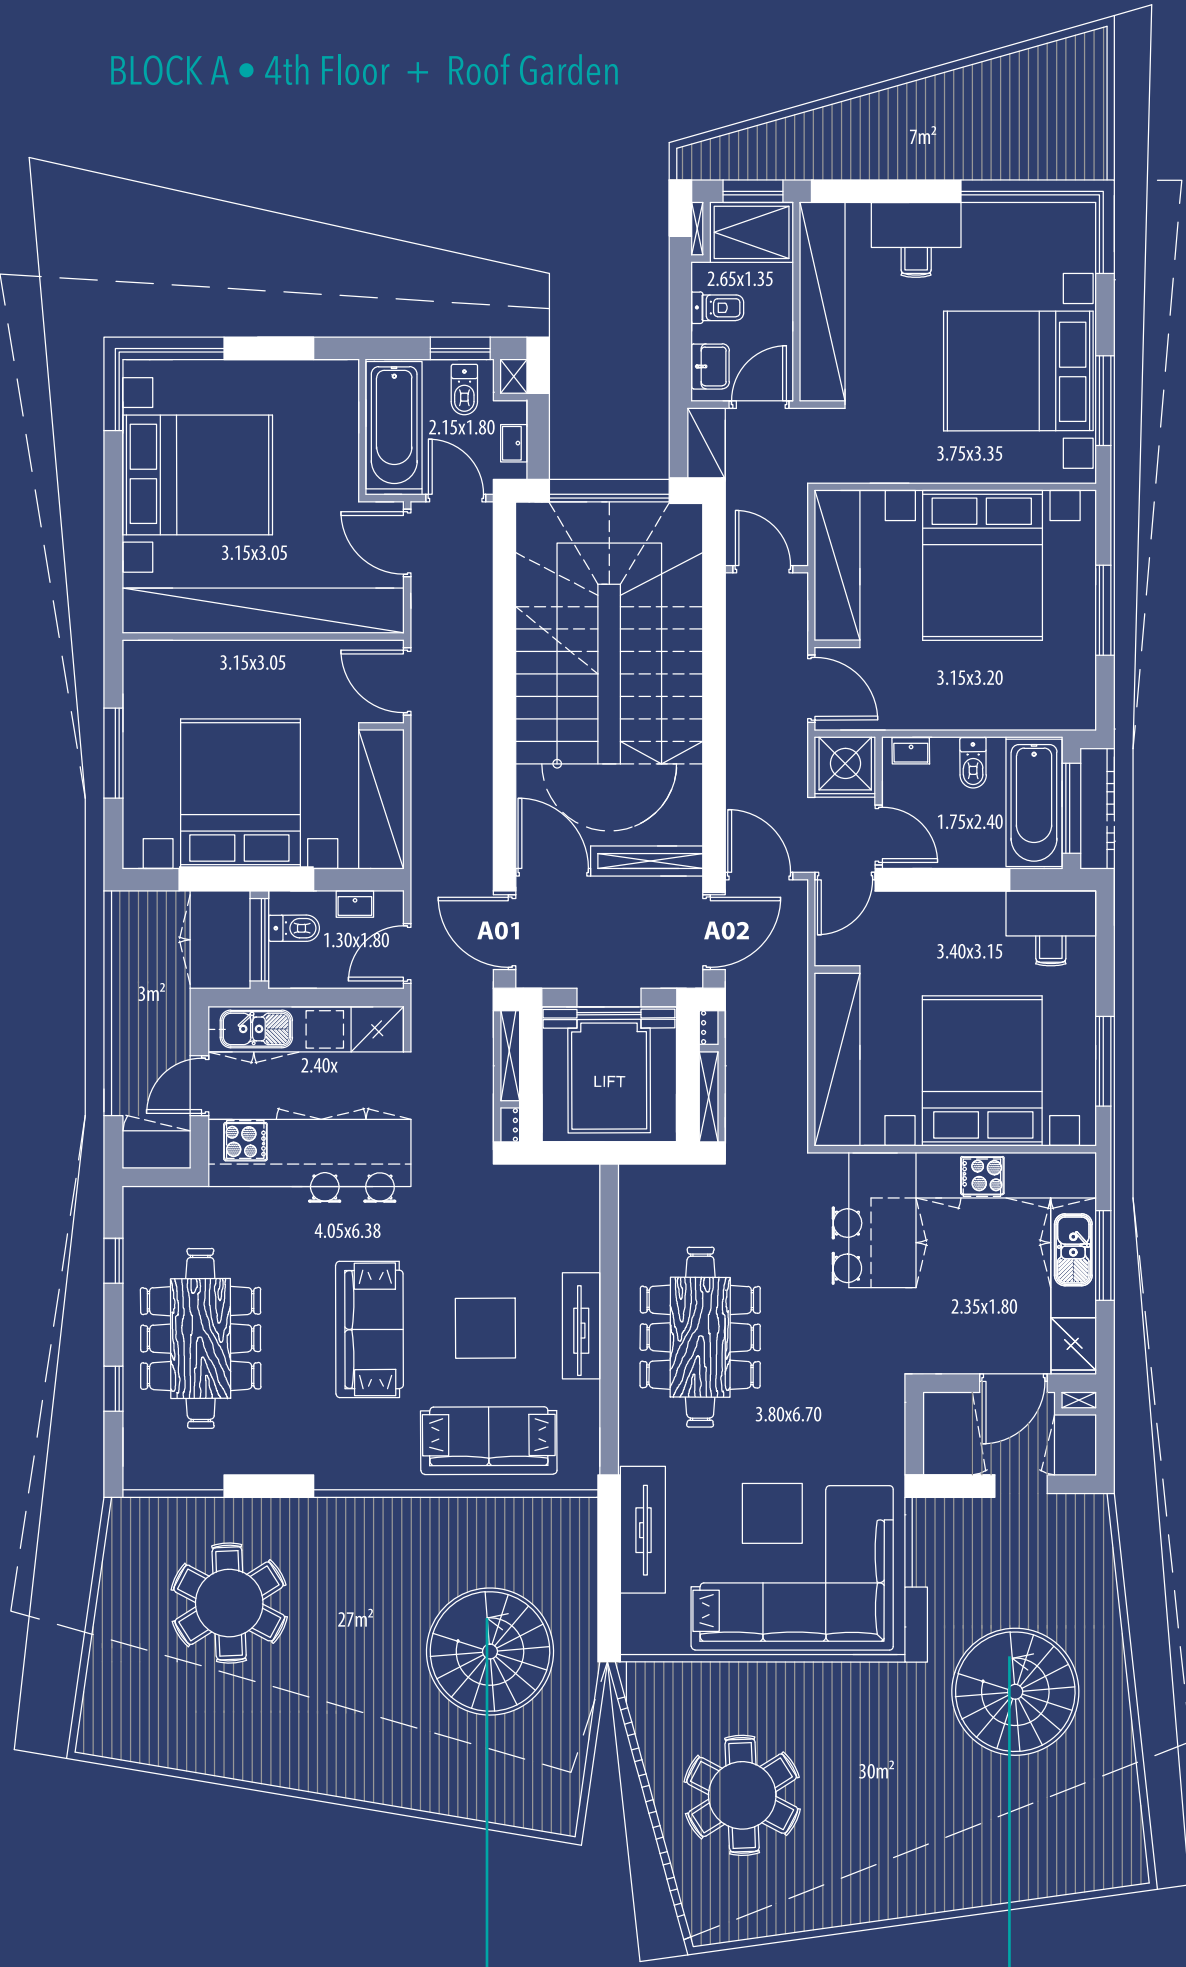 BLOCK A • 4th Floor + Roof Garden
7m²
2.65x1.35
2.15x1.80
3.75x3.35
3.15x3.05
3.15x3.05
3.15x3.20
1.75x2.40
A01
A02
1.30x1.80
3.40x3.15
3m²
2.40x
LIFT
4.05x6.38
2.35x1.80
3.80x6.70
27m²
30m²